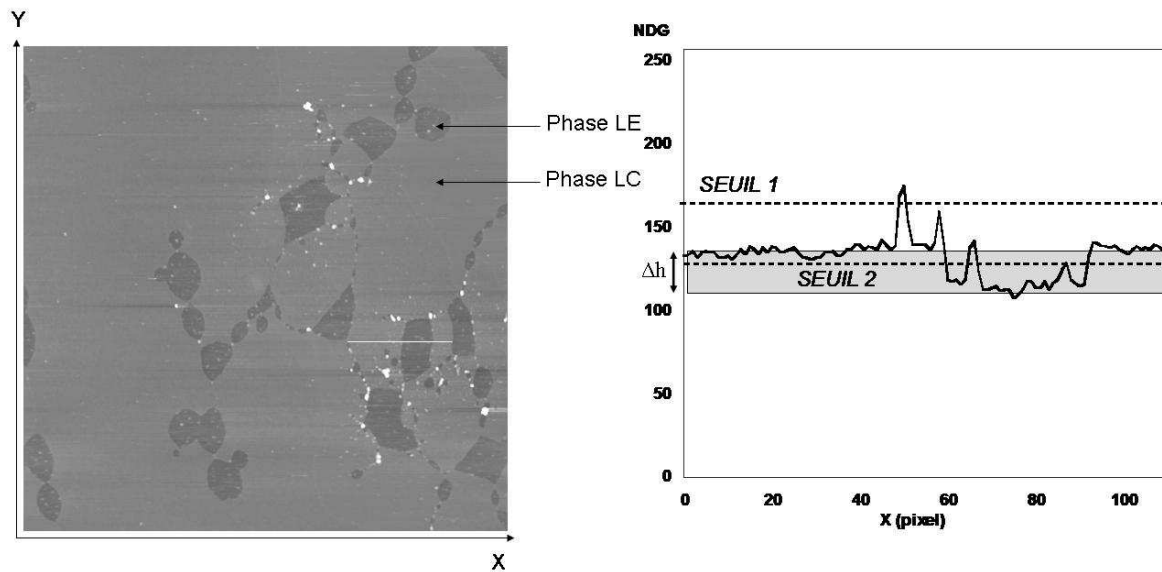 Y
Phase LE
Phase LC
X
NDG
250
200
SEUIL 1
150
Δh
SEUIL 2
100
50
0
0 20 40 60 80 100
X (pixel)